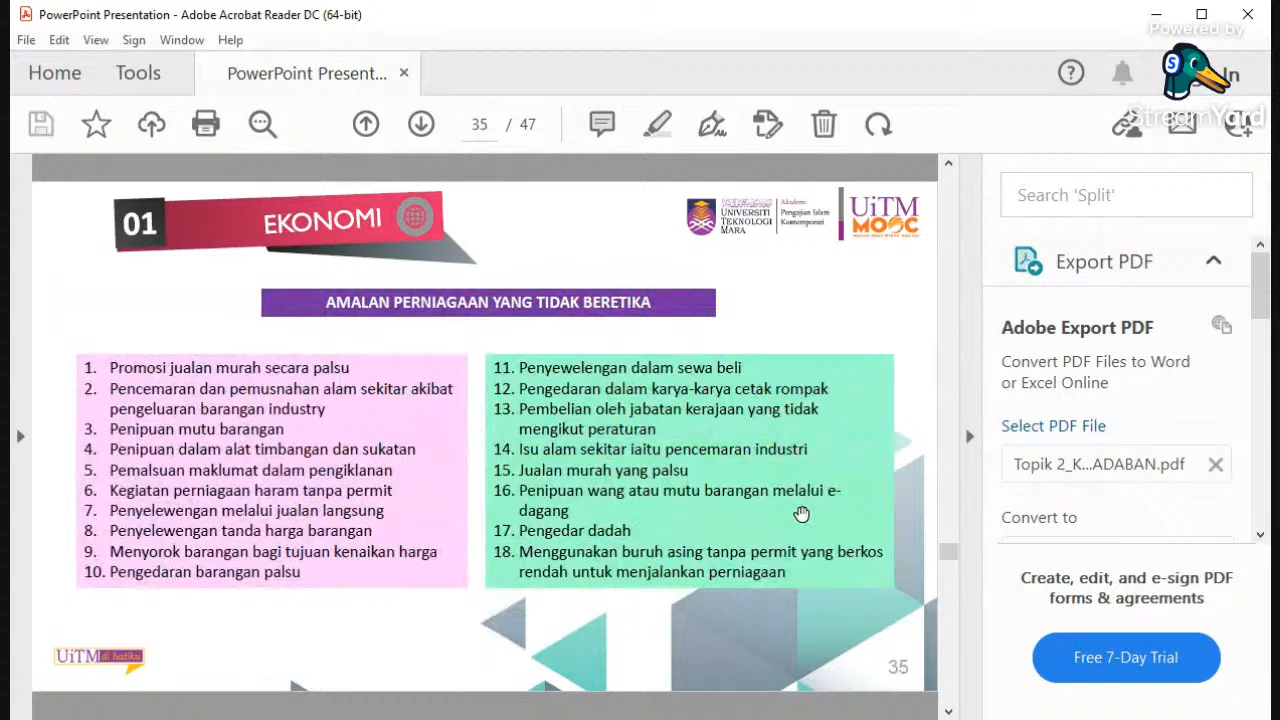 PowerPoint Presentation - Adobe Acrobat Reader DC (64-bit)
Powered by
File Edit View Sign Window Help
Home Tools PowerPoint Present... ×
S
In
StreamYard
35 / 47
01 EKONOMI
UNIVERSITI
TEKNOLOGI
MARA
Akademi
Pengajian Islam
Kontemporari
UiTM
MOOC
AMALAN PERNIAGAAN YANG TIDAK BERETIKA
1. Promosi jualan murah secara palsu
2. Pencemaran dan pemusnahan alam sekitar akibat
pengeluaran barangan industry
3. Penipuan mutu barangan
4. Penipuan dalam alat timbangan dan sukatan
5. Pemalsuan maklumat dalam pengiklanan
6. Kegiatan perniagaan haram tanpa permit
7. Penyelewengan melalui jualan langsung
8. Penyelewengan tanda harga barangan
9. Menyorok barangan bagi tujuan kenaikan harga
10. Pengedaran barangan palsu
11. Penyewelengan dalam sewa beli
12. Pengedaran dalam karya-karya cetak rompak
13. Pembelian oleh jabatan kerajaan yang tidak
mengikut peraturan
14. Isu alam sekitar iaitu pencemaran industri
15. Jualan murah yang palsu
16. Penipuan wang atau mutu barangan melalui e-
dagang
17. Pengedar dadah
18. Menggunakan buruh asing tanpa permit yang berkos
rendah untuk menjalankan perniagaan
UiTM di hatiku
35
Search 'Split'
Export PDF
Adobe Export PDF
Convert PDF Files to Word
or Excel Online
Select PDF File
Topik 2_K...ADABAN.pdf
Convert to
Create, edit, and e-sign PDF
forms & agreements
Free 7-Day Trial